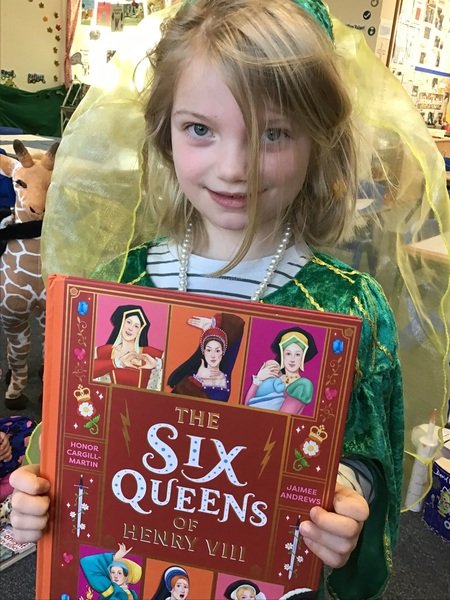 THE
SIX
QUEENS
OF
HENRY VIII
HONOR
CARGILL-
MARTIN
JAIMEE
ANDREWS